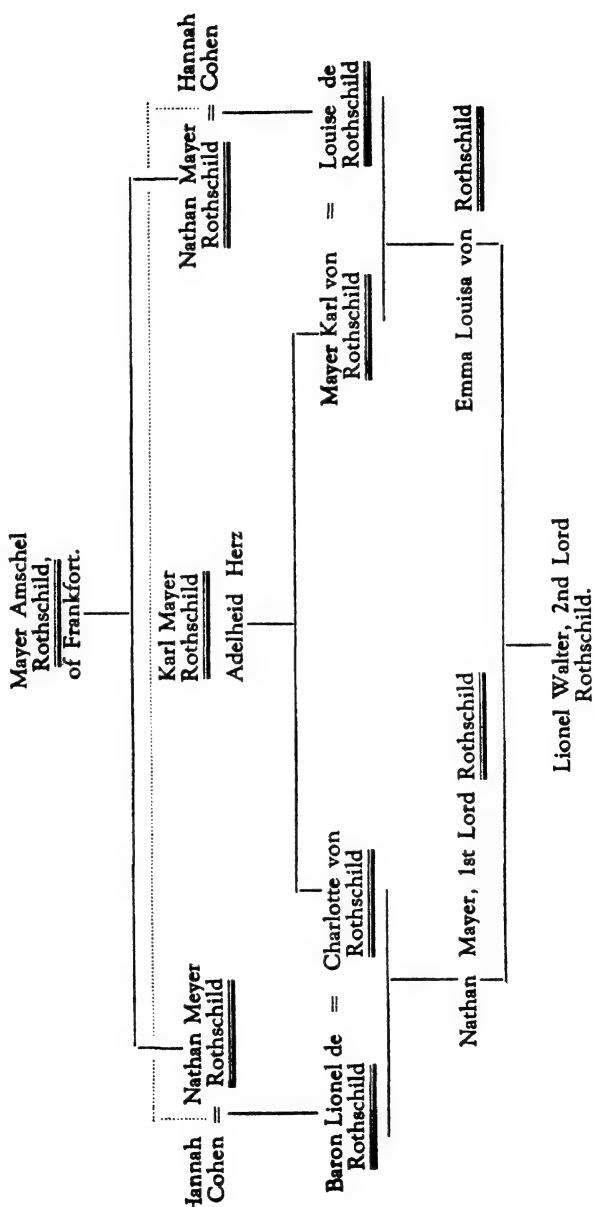 Mayer Amschel
Rothschild,
of Frankfort.
Hannah
Cohen
=
Nathan Meyer
Rothschild
Karl Mayer
Rothschild
Adelheid Herz
Nathan Mayer
Rothschild
=
Hannah
Cohen
Baron Lionel de
Rothschild
=
Charlotte von
Rothschild
Mayer Karl von
Rothschild
=
Louise de
Rothschild
Nathan Mayer, 1st Lord Rothschild
Emma Louisa von Rothschild
Lionel Walter, 2nd Lord
Rothschild.